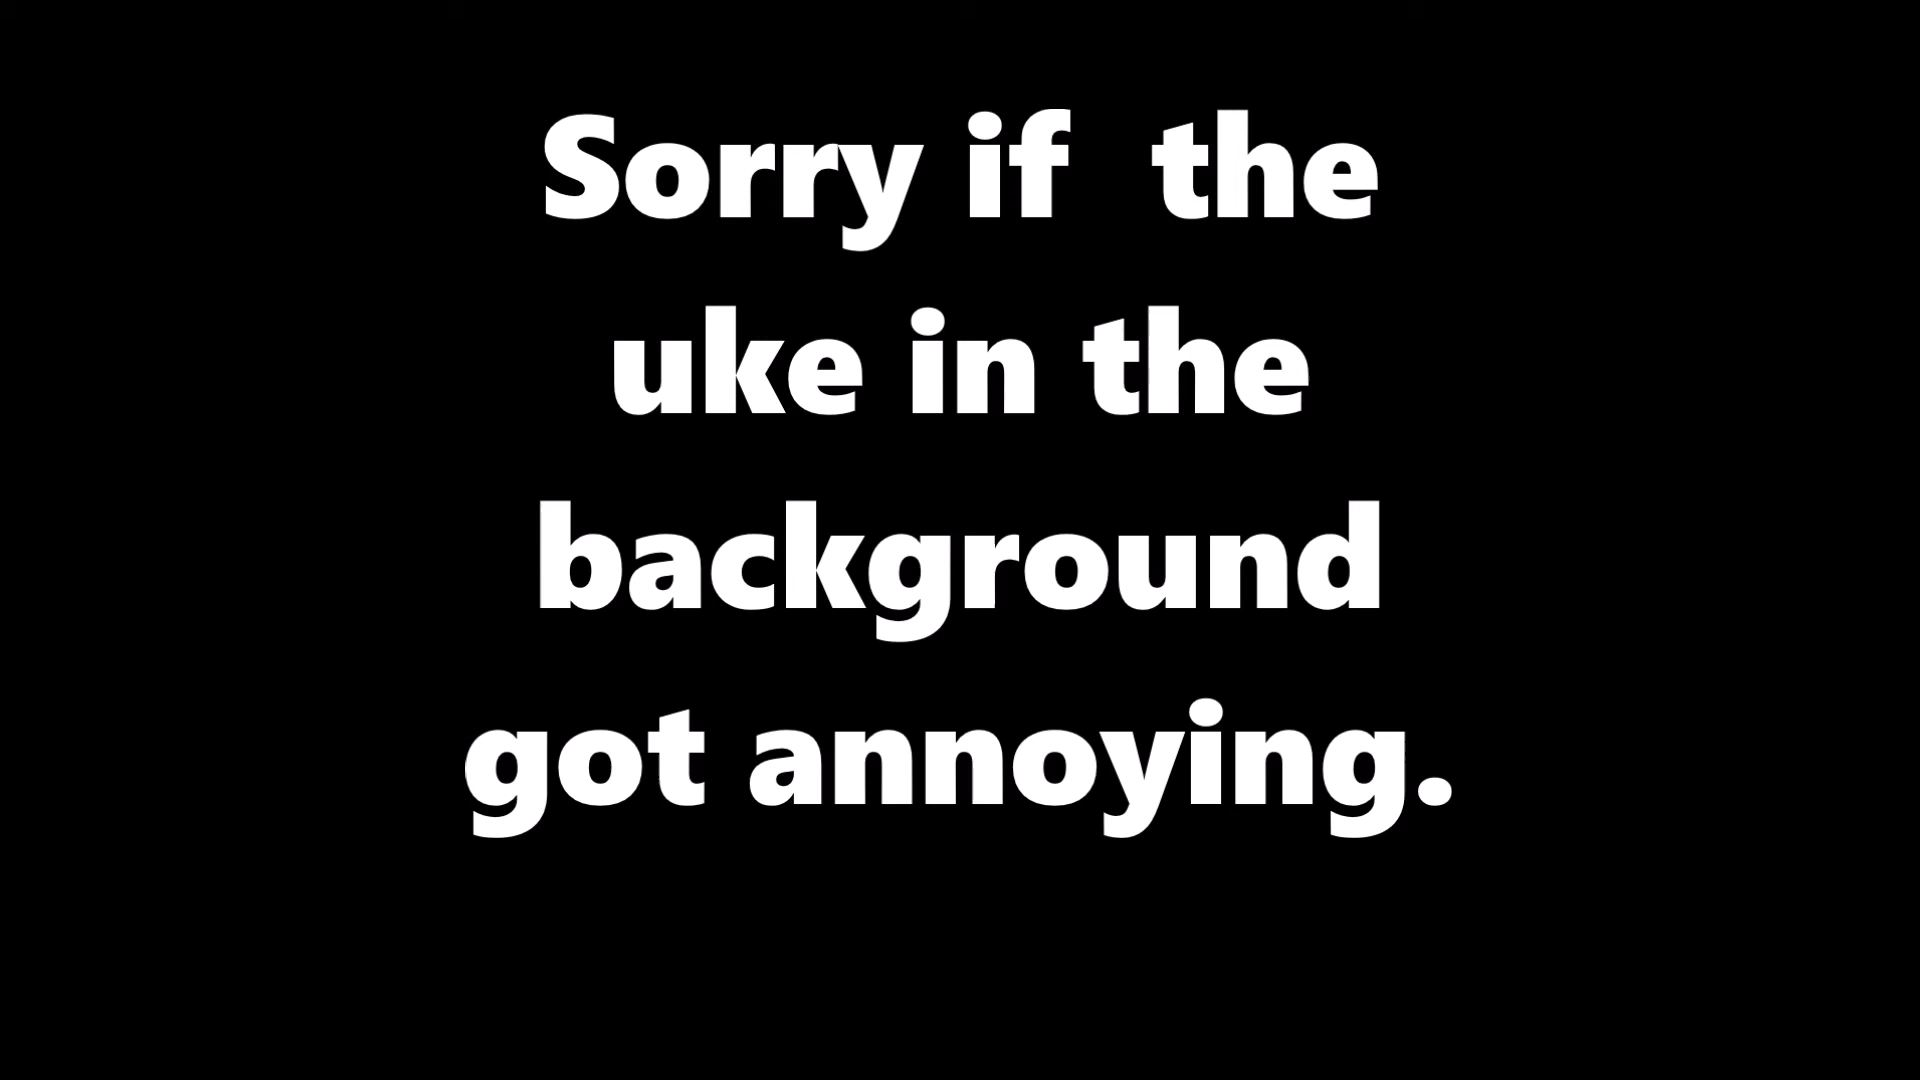 Sorry if  the
uke in the
background
got annoying.